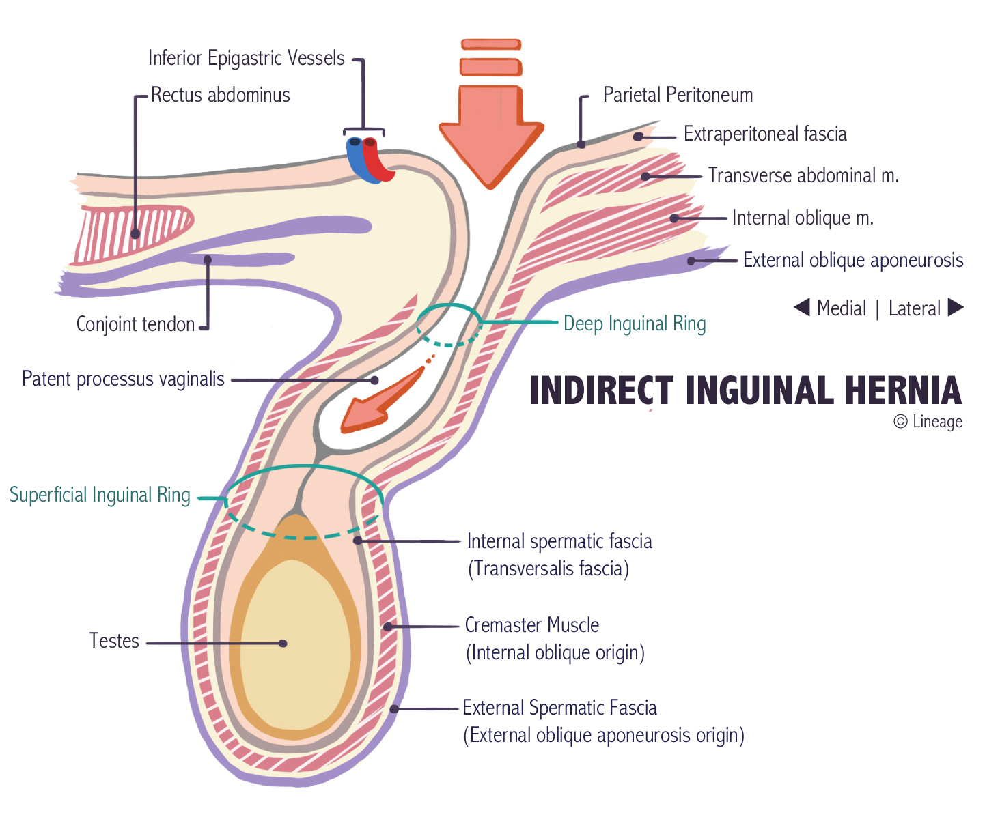 Inferior Epigastric Vessels
Rectus abdominus
Parietal Peritoneum
Extraperitoneal fascia
Transverse abdominal m.
Internal oblique m.
External oblique aponeurosis
◀ Medial | Lateral ▶
Conjoint tendon
Deep Inguinal Ring
Patent processus vaginalis
INDIRECT INGUINAL HERNIA
© Lineage
Superficial Inguinal Ring
Internal spermatic fascia
(Transversalis fascia)
Testes
Cremaster Muscle
(Internal oblique origin)
External Spermatic Fascia
(External oblique aponeurosis origin)